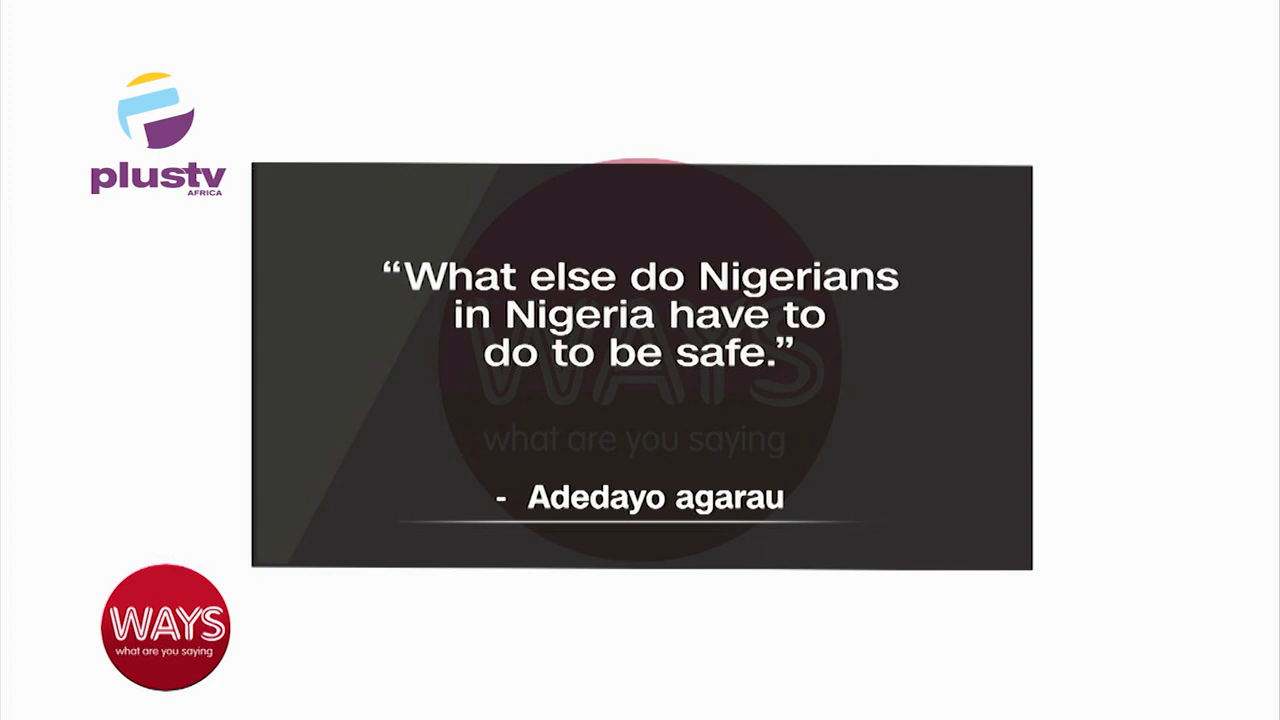 plustv
AFRICA
“What else do Nigerians
in Nigeria have to
do to be safe.”
WAYS
what are you saying
- Adedayo agarau
WAYS
what are you saying